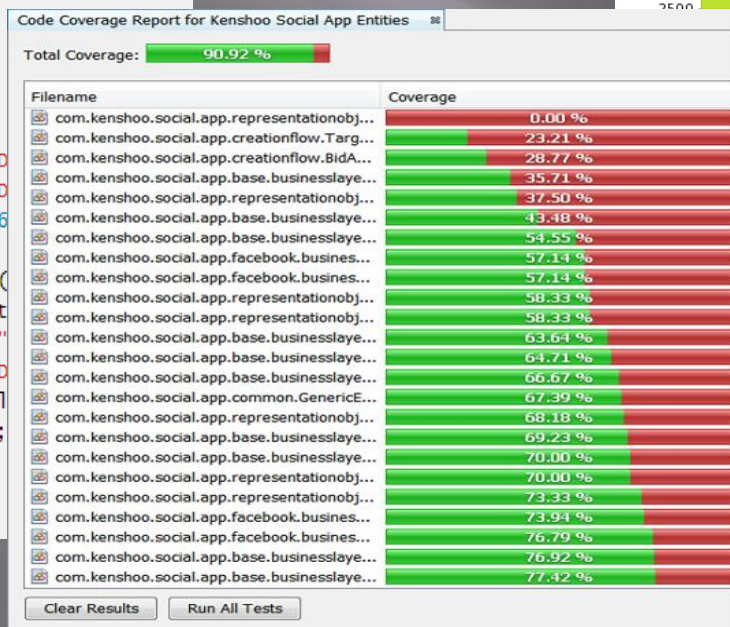 2500
Code Coverage Report for Kenshoo Social App Entities
Total Coverage: 90.92 %
Filename Coverage
com.kenshoo.social.app.representationobj... 0.00 %
com.kenshoo.social.app.creationflow.Targ... 23.21 %
com.kenshoo.social.app.creationflow.BidA... 28.77 %
com.kenshoo.social.app.base.businesslaye... 35.71 %
com.kenshoo.social.app.representationobj... 37.50 %
com.kenshoo.social.app.base.businesslaye... 43.48 %
com.kenshoo.social.app.base.businesslaye... 54.55 %
com.kenshoo.social.app.facebook.busines... 57.14 %
com.kenshoo.social.app.facebook.busines... 57.14 %
com.kenshoo.social.app.representationobj... 58.33 %
com.kenshoo.social.app.representationobj... 58.33 %
com.kenshoo.social.app.base.businesslaye... 63.64 %
com.kenshoo.social.app.base.businesslaye... 64.71 %
com.kenshoo.social.app.base.businesslaye... 66.67 %
com.kenshoo.social.app.common.GenericE... 67.39 %
com.kenshoo.social.app.representationobj... 68.18 %
com.kenshoo.social.app.base.businesslaye... 69.23 %
com.kenshoo.social.app.base.businesslaye... 70.00 %
com.kenshoo.social.app.representationobj... 70.00 %
com.kenshoo.social.app.representationobj... 73.33 %
com.kenshoo.social.app.facebook.busines... 73.94 %
com.kenshoo.social.app.facebook.busines... 76.79 %
com.kenshoo.social.app.base.businesslaye... 76.92 %
com.kenshoo.social.app.base.businesslaye... 77.42 %
Clear Results Run All Tests